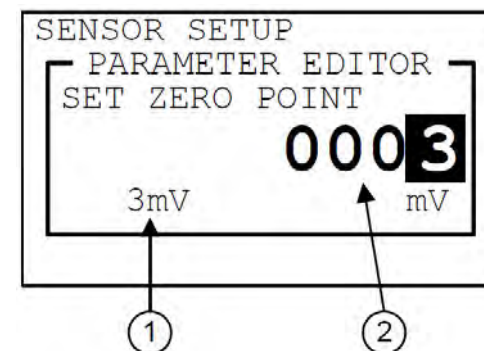 SENSOR SETUP
PARAMETER EDITOR
SET ZERO POINT
0003
3mV mV
1 2